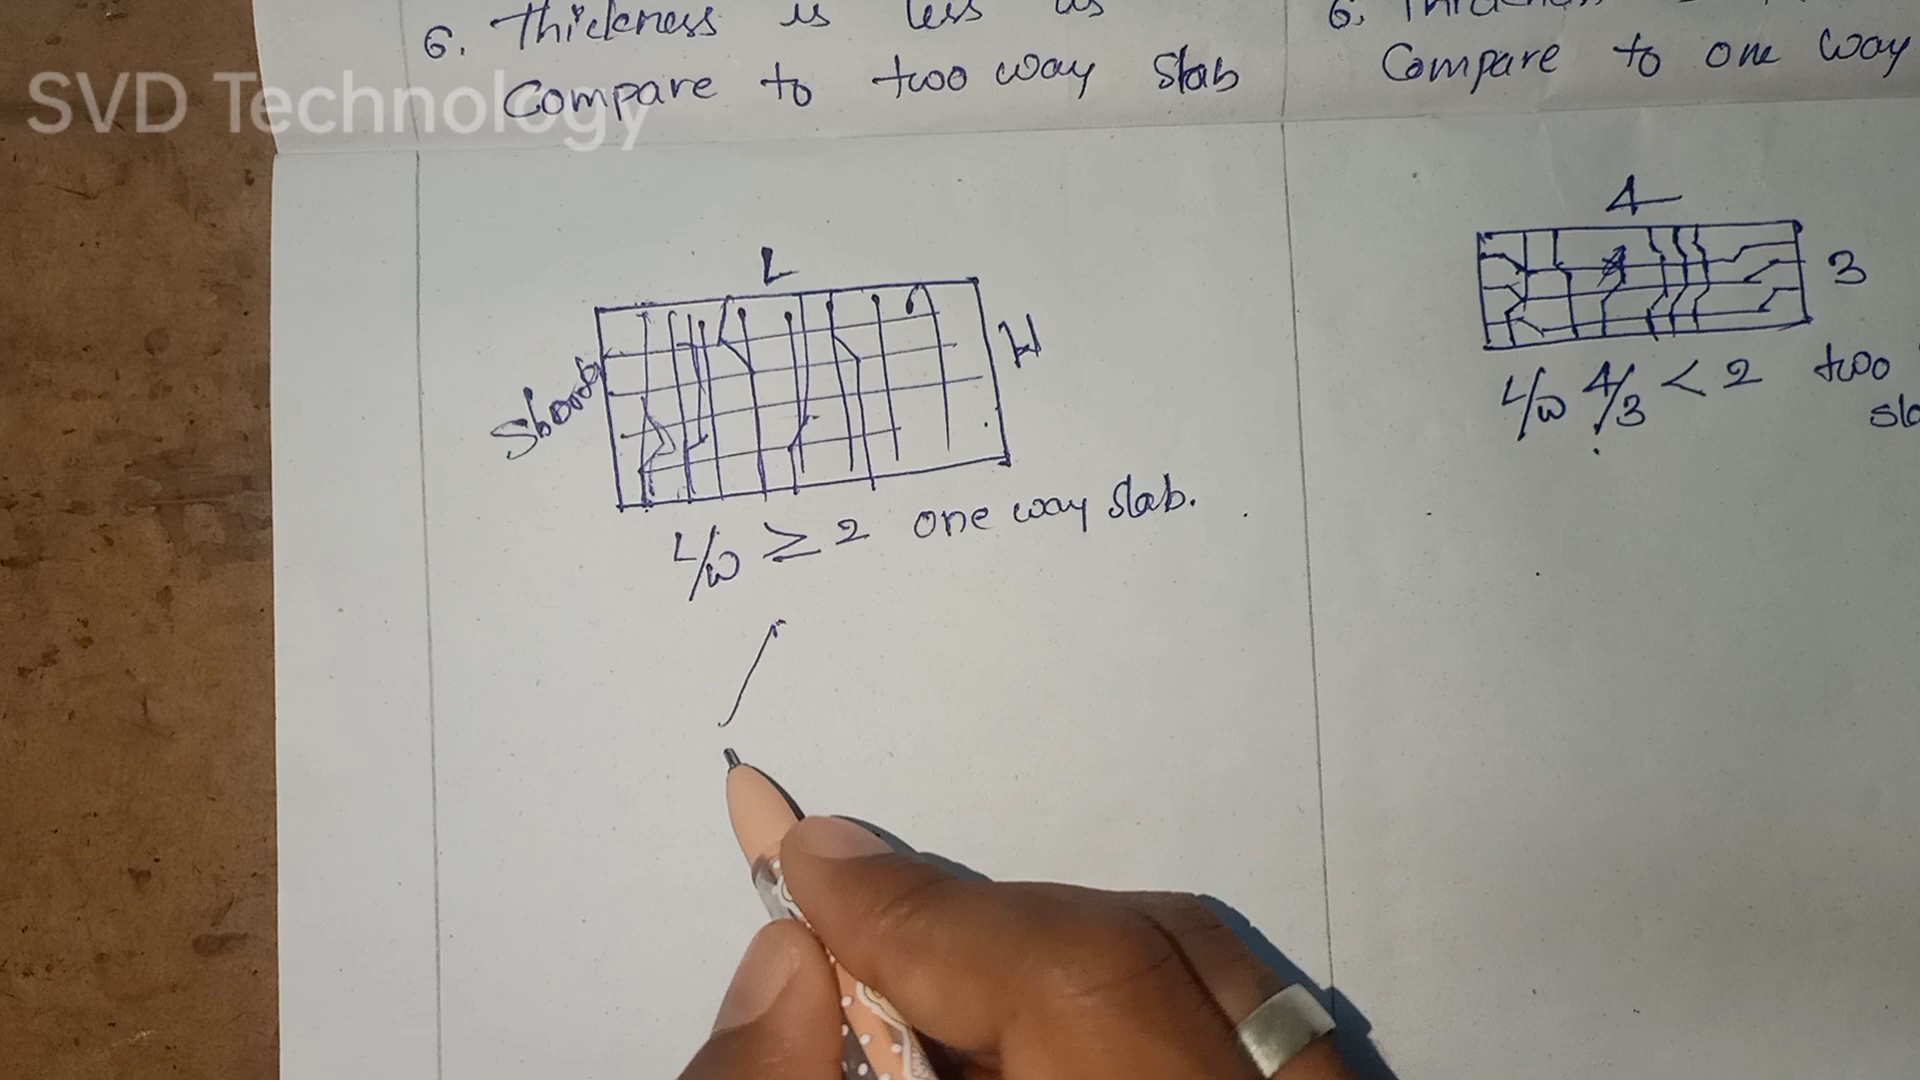 SVD Technology
6. Thickness is less as
Compare to two way Slab
L
W
Short
L/W ≥ 2 one way slab.
6.
Compare to one way
4
3
L/W 4/3 < 2 two